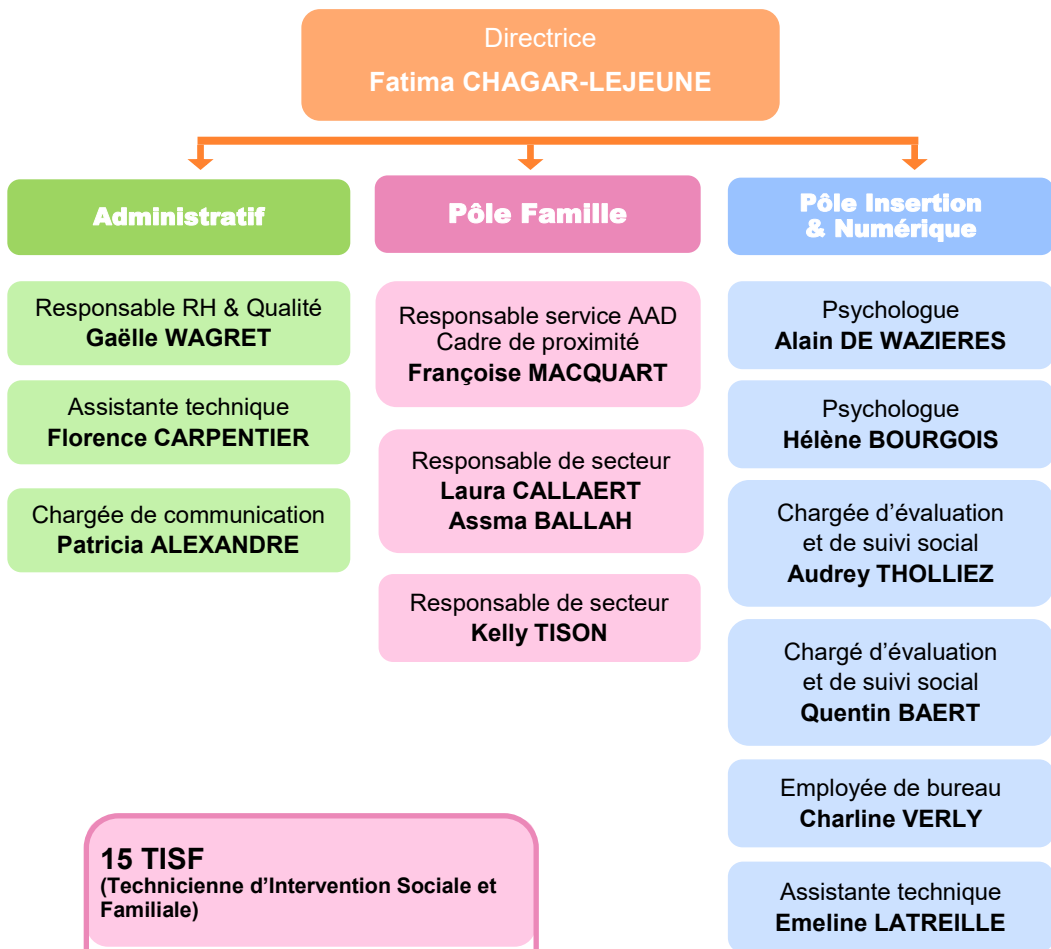 Directrice
Fatima CHAGAR-LEJEUNE
Administratif
Responsable RH & Qualité
Gaëlle WAGRET
Assistante technique
Florence CARPENTIER
Chargée de communication
Patricia ALEXANDRE
Pôle Famille
Responsable service AAD
Cadre de proximité
Françoise MACQUART
Responsable de secteur
Laura CALLAERT
Assma BALLAH
Responsable de secteur
Kelly TISON
15 TISF
(Technicienne d’Intervention Sociale et
Familiale)
Pôle Insertion
& Numérique
Psychologue
Alain DE WAZIERES
Psychologue
Hélène BOURGOIS
Chargée d’évaluation
et de suivi social
Audrey THOLLIEZ
Chargé d’évaluation
et de suivi social
Quentin BAERT
Employée de bureau
Charline VERLY
Assistante technique
Emeline LATREILLE